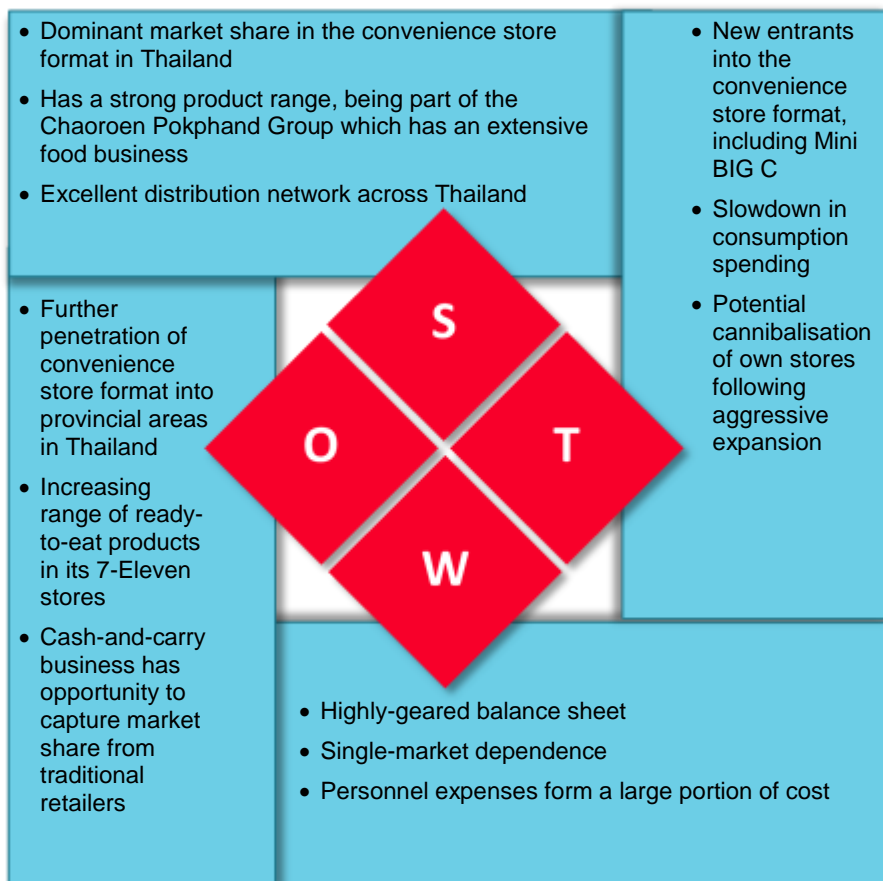 • Dominant market share in the convenience store
format in Thailand
• Has a strong product range, being part of the
Chaoroen Pokphand Group which has an extensive
food business
• Excellent distribution network across Thailand
• New entrants
into the
convenience
store format,
including Mini
BIG C
• Slowdown in
consumption
spending
• Potential
cannibalisation
of own stores
following
aggressive
expansion
• Further
penetration of
convenience
store format into
provincial areas
in Thailand
• Increasing
range of ready-
to-eat products
in its 7-Eleven
stores
• Cash-and-carry
business has
opportunity to
capture market
share from
traditional
retailers
S
O
T
W
• Highly-geared balance sheet
• Single-market dependence
• Personnel expenses form a large portion of cost